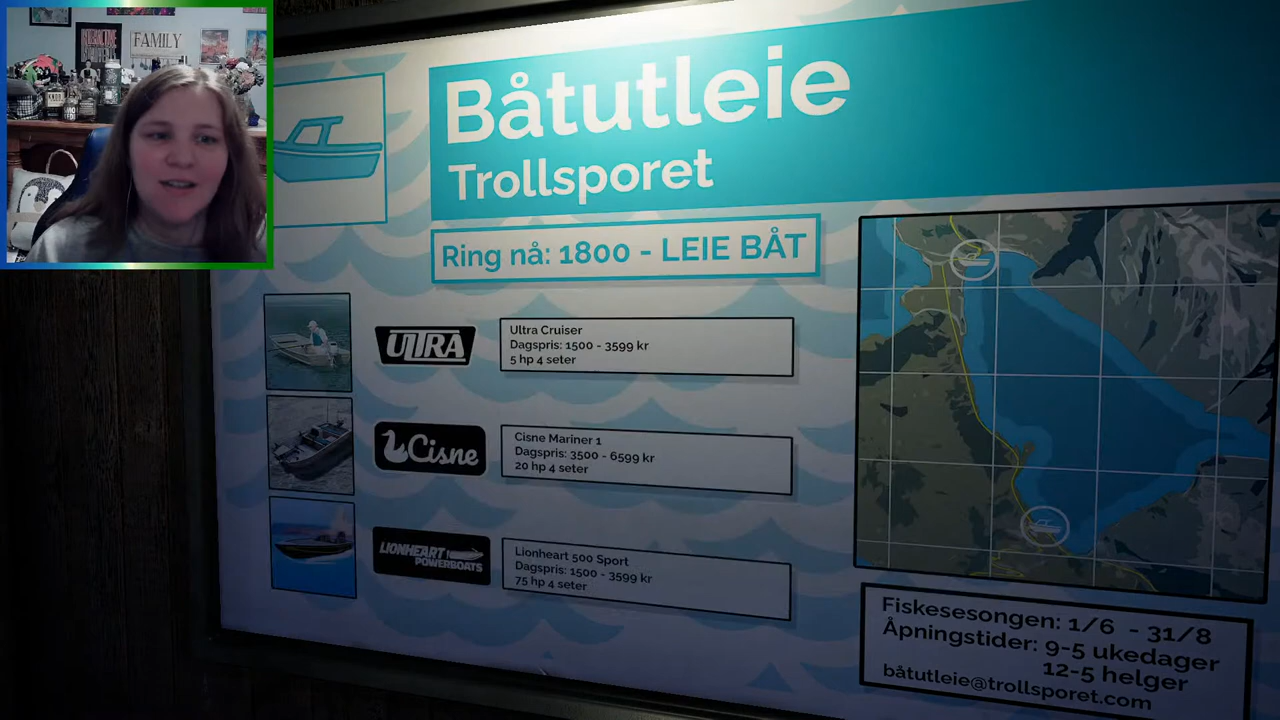 FAMILY
Båtutleie
Trollsporet
Ring nå: 1800 - LEIE BÅT
ULTRA
Ultra Cruiser
Dagspris: 1500 - 3599 kr
5 hp 4 seter
Cisne
Cisne Mariner 1
Dagspris: 3500 - 6599 kr
20 hp 4 seter
LIONHEART
POWERBOATS
Lionheart 500 Sport
Dagspris: 1500 - 3599 kr
75 hp 4 seter
Fiskesesongen: 1/6 - 31/8
Åpningstider: 9-5 ukedager
12-5 helger
båtutleie@trollsporet.com